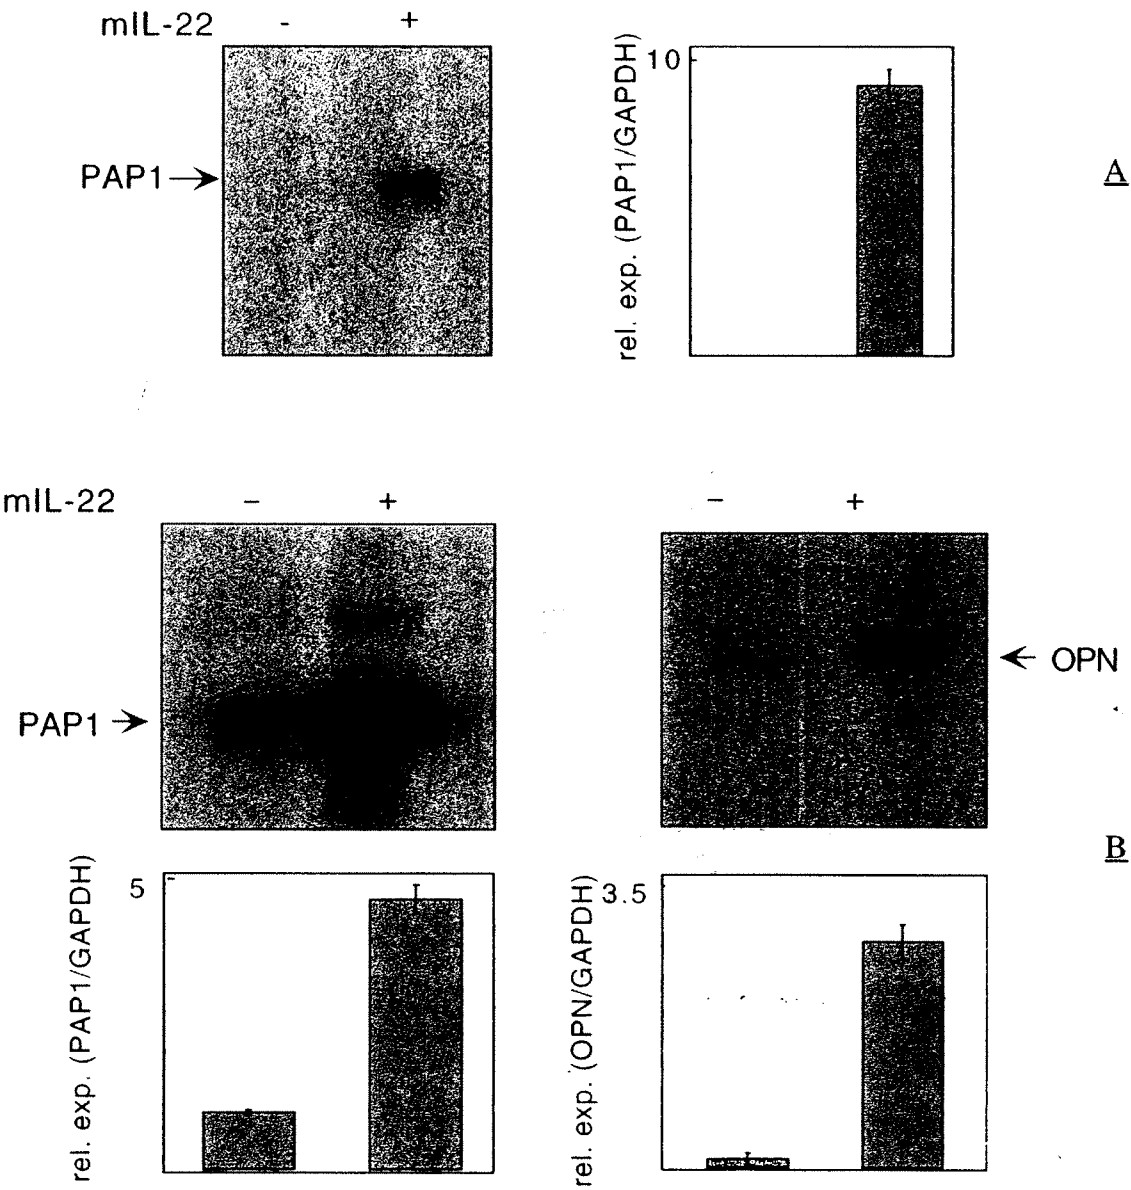 mIL-22 - +
PAP1
10
rel. exp. (PAP1/GAPDH)
A
mIL-22 – +
– +
PAP1
OPN
B
5
rel. exp. (PAP1/GAPDH)
3.5
rel. exp. (OPN/GAPDH)